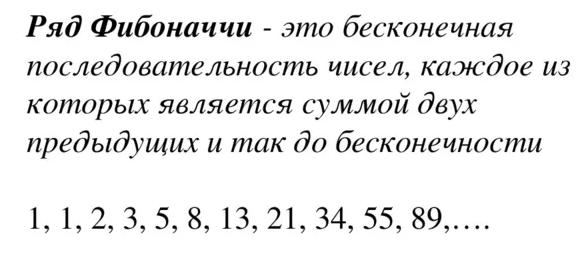 Ряд Фибоначчи - это бесконечная
последовательность чисел, каждое из
которых является суммой двух
предыдущих и так до бесконечности
1, 1, 2, 3, 5, 8, 13, 21, 34, 55, 89,....